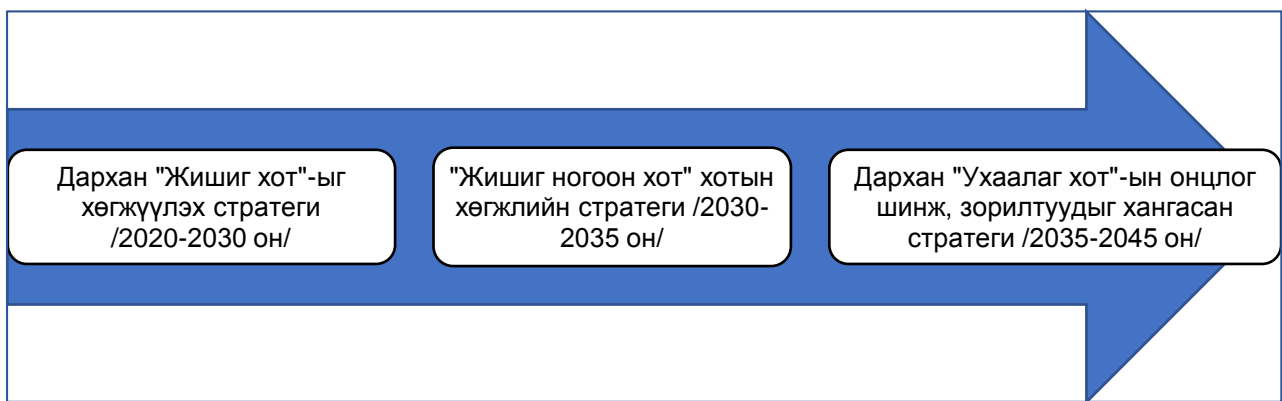 Дархан "Жишиг хот"-ыг
хөгжүүлэх стратеги
/2020-2030 он/
"Жишиг ногоон хот" хотын
хөгжлийн стратеги /2030-
2035 он/
Дархан "Ухаалаг хот"-ын онцлог
шинж, зорилтуудыг хангасан
стратеги /2035-2045 он/